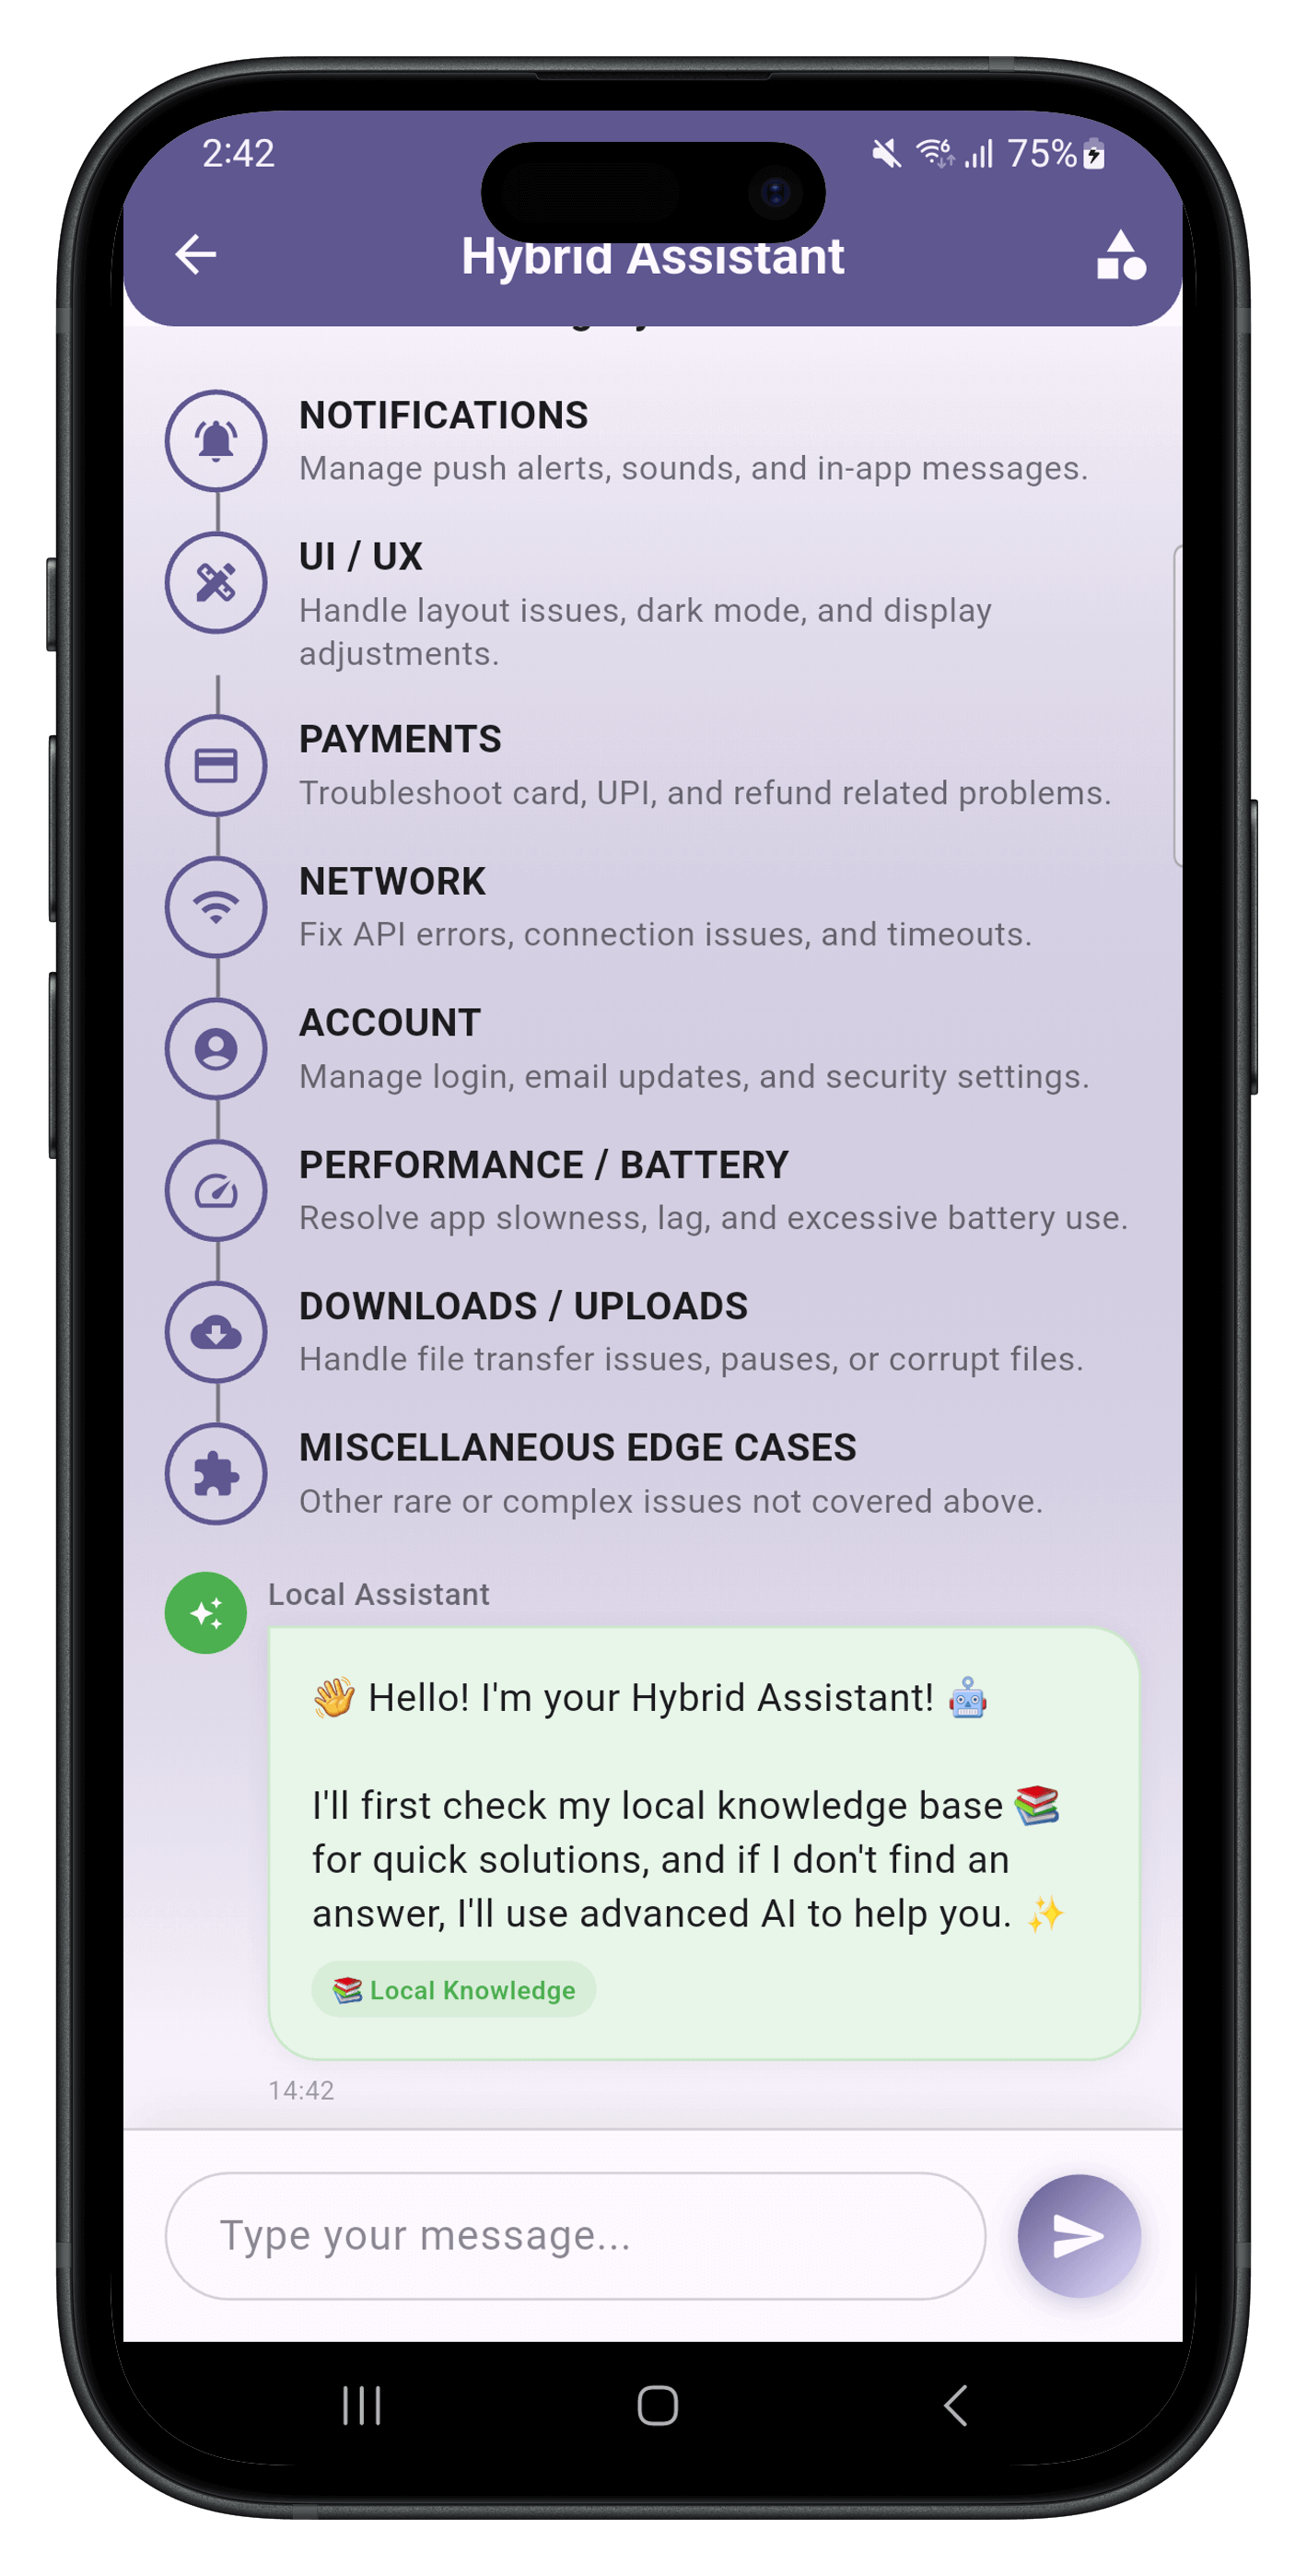 2:42
75%
Hybrid Assistant
NOTIFICATIONS
Manage push alerts, sounds, and in-app messages.
UI / UX
Handle layout issues, dark mode, and display
adjustments.
PAYMENTS
Troubleshoot card, UPI, and refund related problems.
NETWORK
Fix API errors, connection issues, and timeouts.
ACCOUNT
Manage login, email updates, and security settings.
PERFORMANCE / BATTERY
Resolve app slowness, lag, and excessive battery use.
DOWNLOADS / UPLOADS
Handle file transfer issues, pauses, or corrupt files.
MISCELLANEOUS EDGE CASES
Other rare or complex issues not covered above.
Local Assistant
👋 Hello! I'm your Hybrid Assistant! 🤖
I'll first check my local knowledge base 📚
for quick solutions, and if I don't find an
answer, I'll use advanced AI to help you. ✨
📚 Local Knowledge
14:42
Type your message...